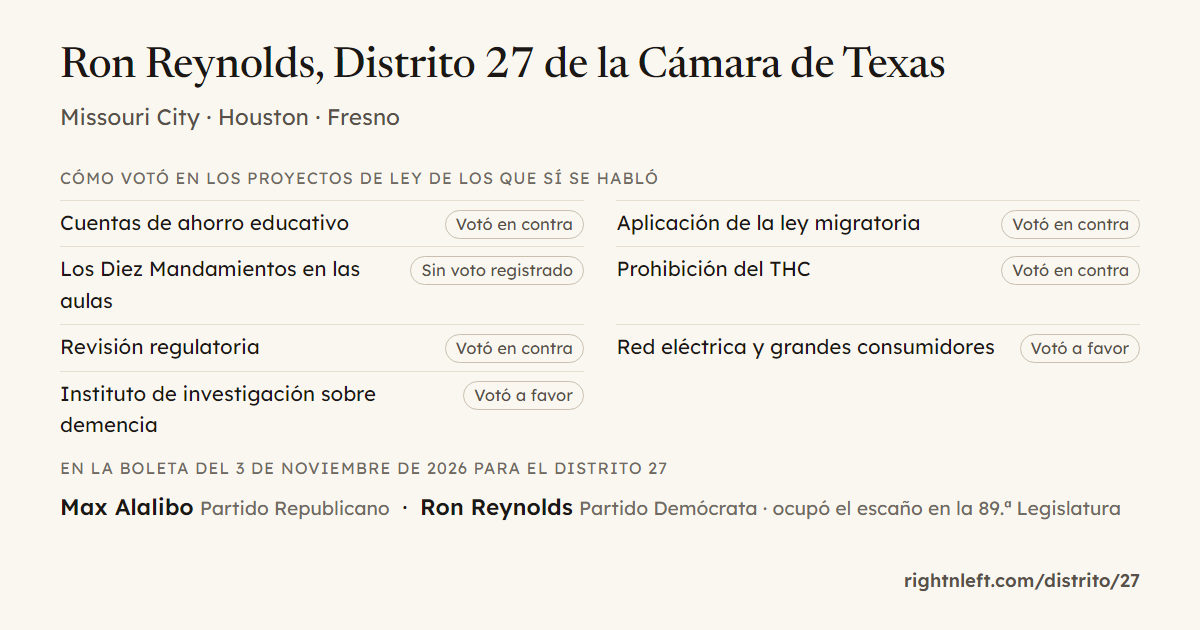 Ron Reynolds, Distrito 27 de la Cámara de Texas
Missouri City · Houston · Fresno
CÓMO VOTÓ EN LOS PROYECTOS DE LEY DE LOS QUE SÍ SE HABLÓ
Cuentas de ahorro educativo Votó en contra
Aplicación de la ley migratoria Votó en contra
Los Diez Mandamientos en las Sin voto registrado
aulas
Prohibición del THC Votó en contra
Revisión regulatoria Votó en contra
Red eléctrica y grandes consumidores Votó a favor
Instituto de investigación sobre Votó a favor
demencia
EN LA BOLETA DEL 3 DE NOVIEMBRE DE 2026 PARA EL DISTRITO 27
Max Alalibo Partido Republicano · Ron Reynolds Partido Demócrata · ocupó el escaño en la 89.ª Legislatura
rightnleft.com/distrito/27